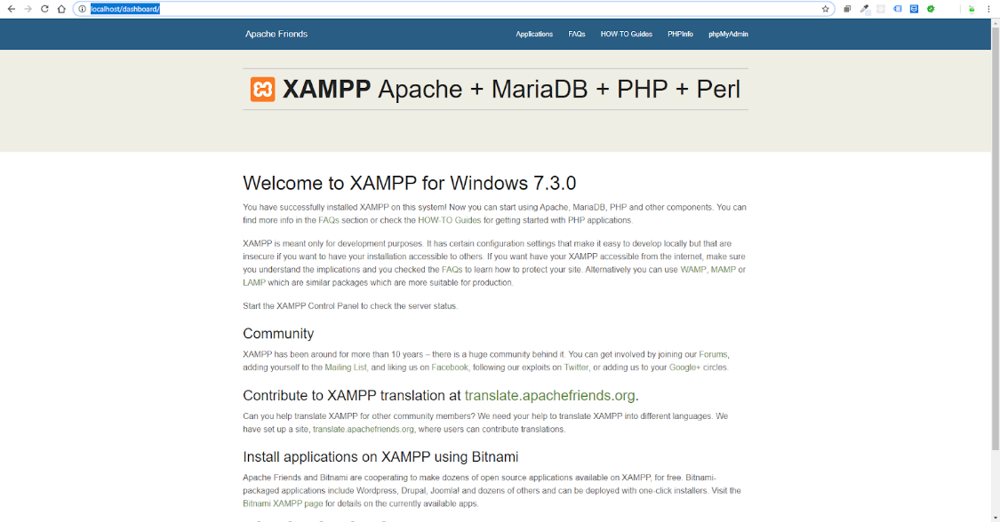 localhost/dashboard/
Apache Friends
Applications FAQs HOW-TO Guides PHPInfo phpMyAdmin
XAMPP Apache + MariaDB + PHP + Perl
Welcome to XAMPP for Windows 7.3.0
You have successfully installed XAMPP on this system! Now you can start using Apache, MariaDB, PHP and other components. You can
find more info in the FAQs section or check the HOW-TO Guides for getting started with PHP applications.
XAMPP is meant only for development purposes. It has certain configuration settings that make it easy to develop locally but that are
insecure if you want to have your installation accessible to others. If you want have your XAMPP accessible from the internet, make sure
you understand the implications and you checked the FAQs to learn how to protect your site. Alternatively you can use WAMP, MAMP or
LAMP which are similar packages which are more suitable for production.
Start the XAMPP Control Panel to check the server status.
Community
XAMPP has been around for more than 10 years – there is a huge community behind it. You can get involved by joining our Forums,
adding yourself to the Mailing List, and liking us on Facebook, following our exploits on Twitter, or adding us to your Google+ circles.
Contribute to XAMPP translation at translate.apachefriends.org.
Can you help translate XAMPP for other community members? We need your help to translate XAMPP into different languages. We
have set up a site, translate.apachefriends.org, where users can contribute translations.
Install applications on XAMPP using Bitnami
Apache Friends and Bitnami are cooperating to make dozens of open source applications available on XAMPP, for free. Bitnami-
packaged applications include Wordpress, Drupal, Joomla! and dozens of others and can be deployed with one-click installers. Visit the
Bitnami XAMPP page for details on the currently available apps.